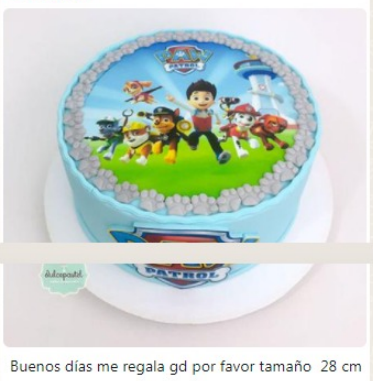 PAW
PATROL
PATROL
dulcepastel
Buenos días me regala gd por favor tamaño 28 cm